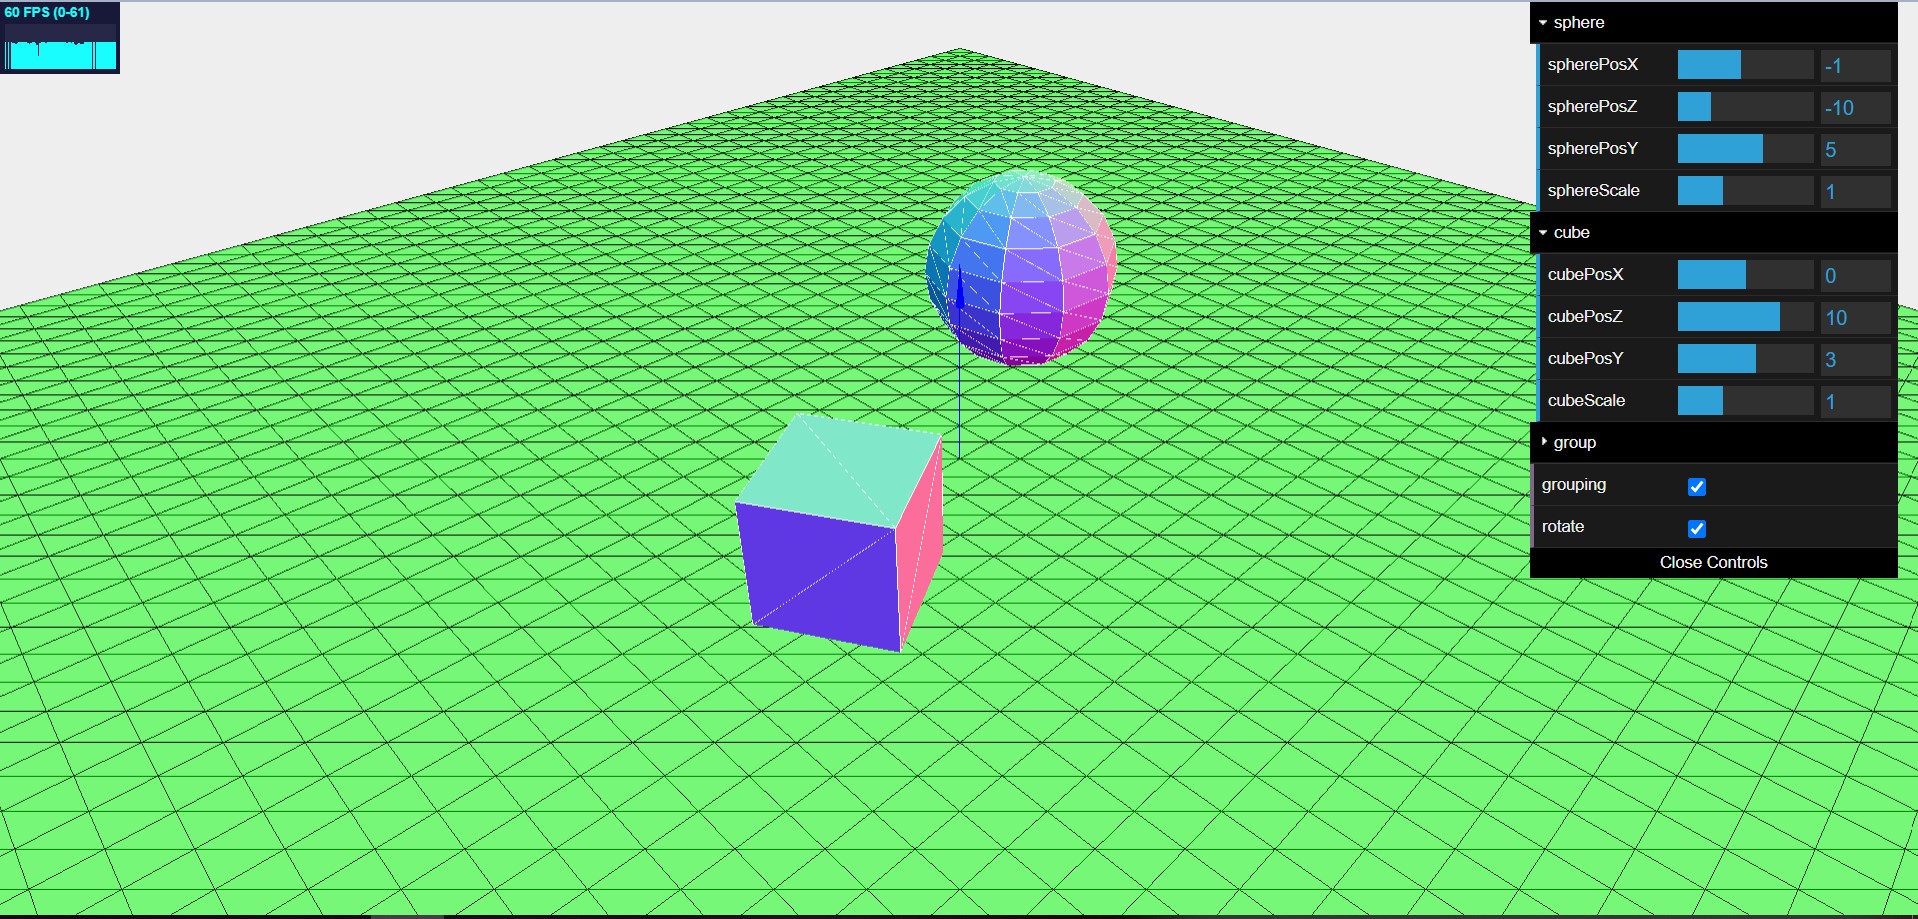 60 FPS (0-61)
sphere
spherePosX -1
spherePosZ -10
spherePosY 5
sphereScale 1
cube
cubePosX 0
cubePosZ 10
cubePosY 3
cubeScale 1
group
grouping
rotate
Close Controls